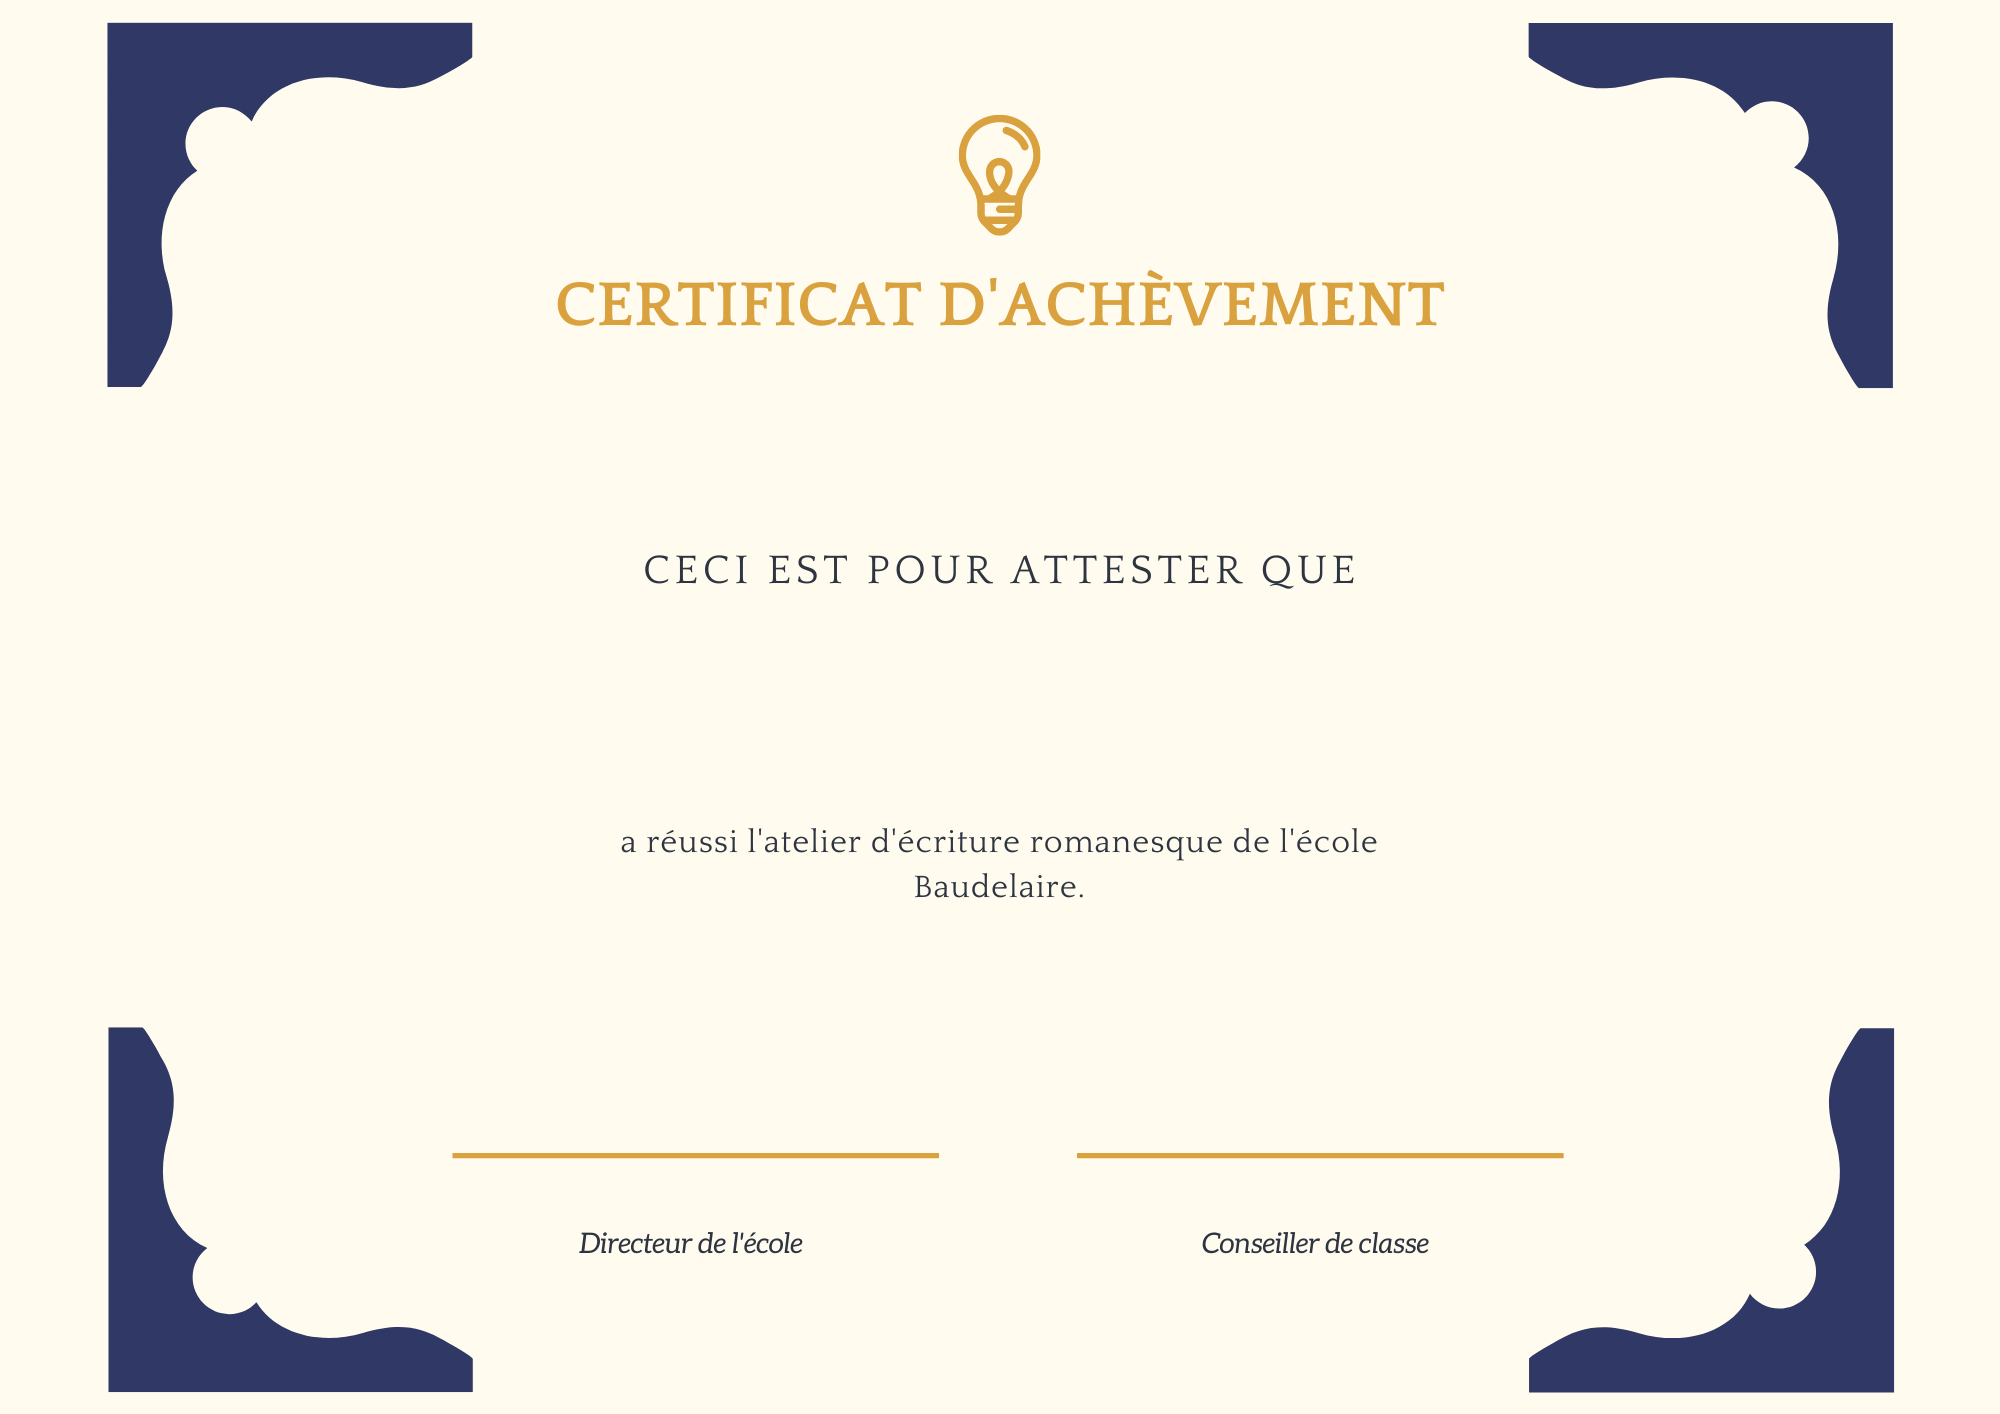 CERTIFICAT D'ACHÈVEMENT
CECI EST POUR ATTESTER QUE
a réussi l'atelier d'écriture romanesque de l'école
Baudelaire.
Directeur de l'école
Conseiller de classe